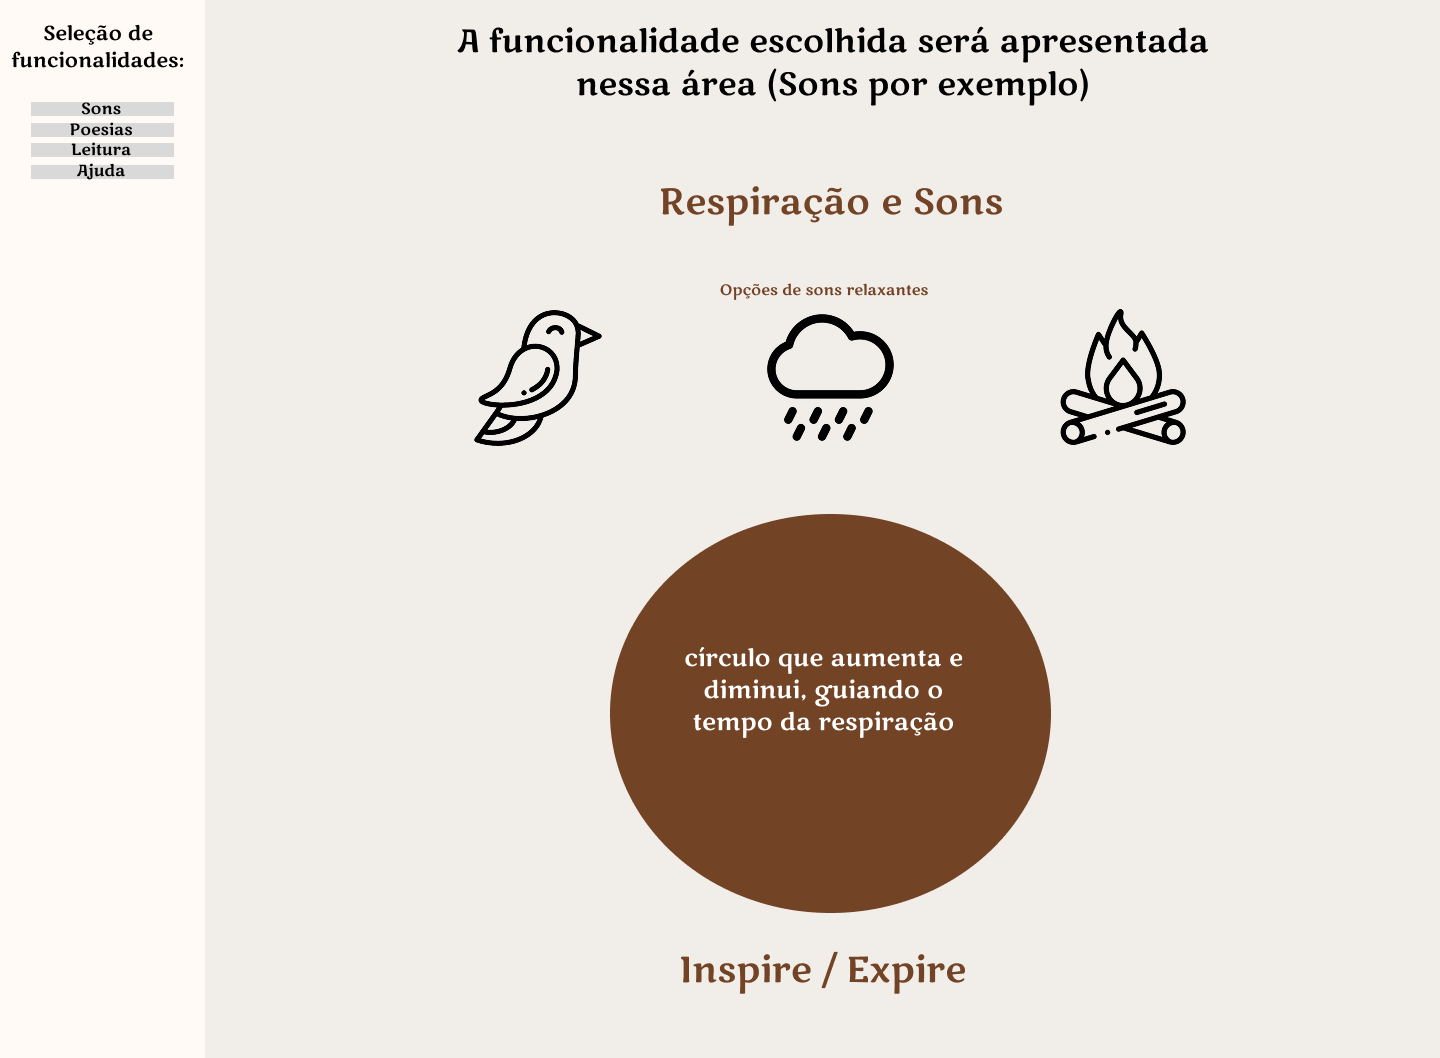 Seleção de
funcionalidades:
Sons
Poesias
Leitura
Ajuda
A funcionalidade escolhida será apresentada
nessa área (Sons por exemplo)
Respiração e Sons
Opções de sons relaxantes
círculo que aumenta e
diminui, guiando o
tempo da respiração
Inspire / Expire